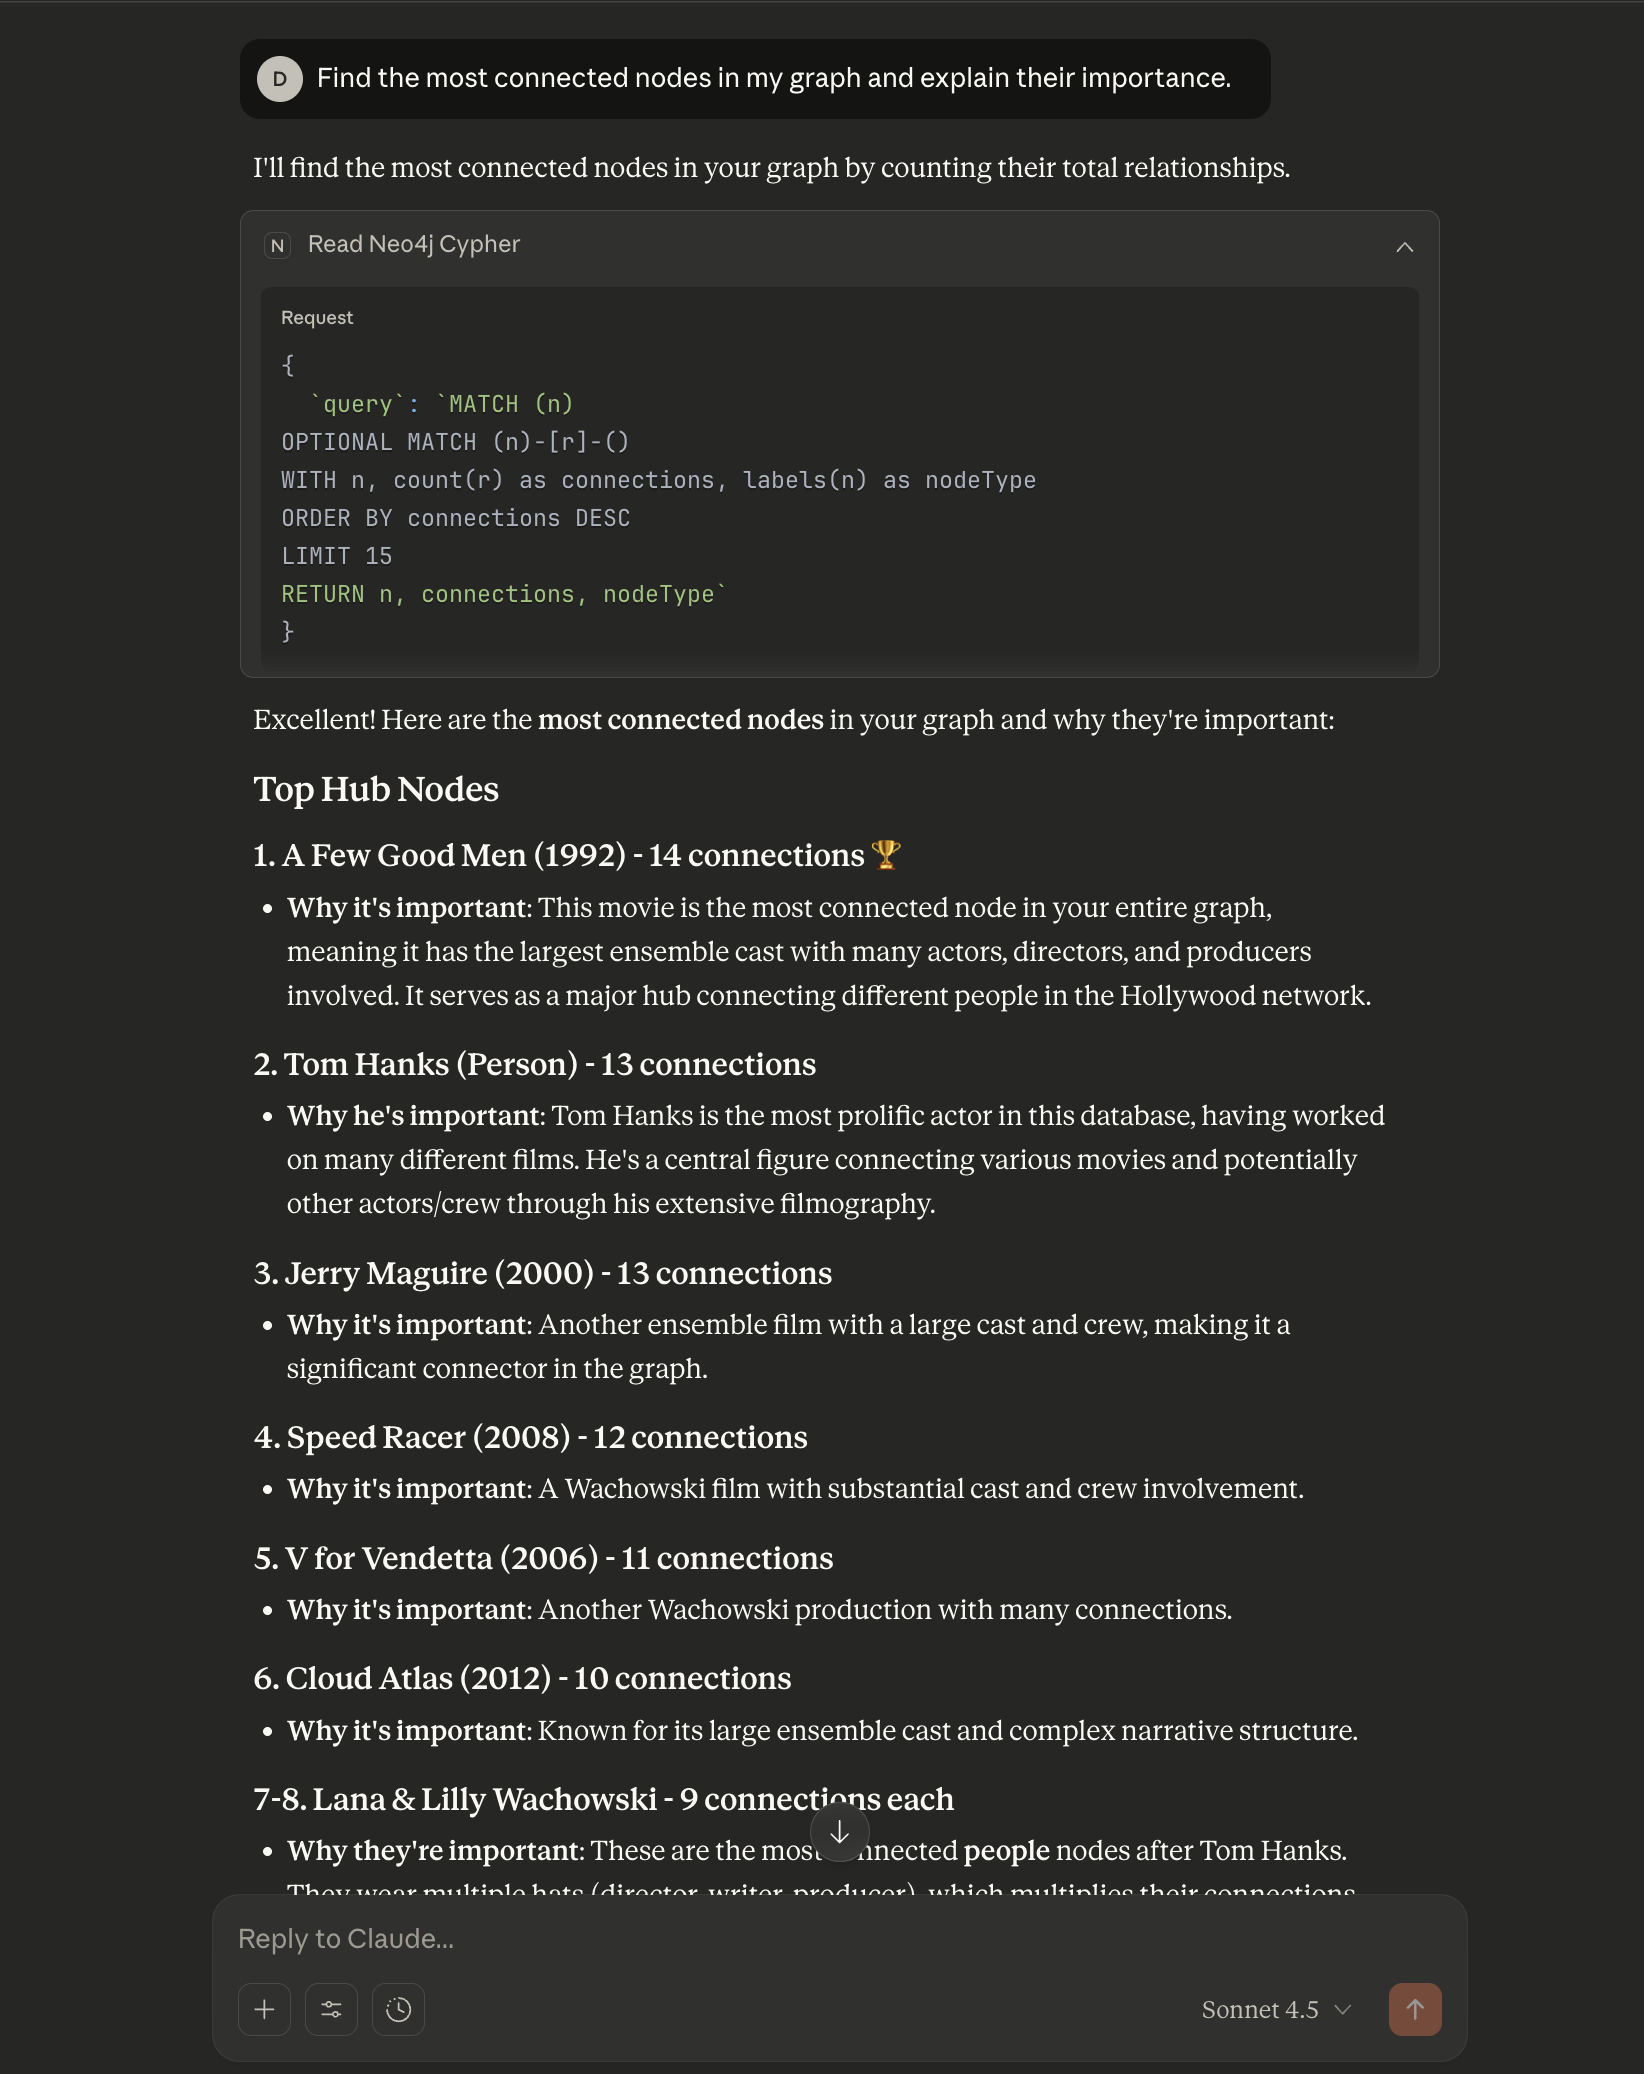 D Find the most connected nodes in my graph and explain their importance.
I'll find the most connected nodes in your graph by counting their total relationships.
N Read Neo4j Cypher
Request
{
  `query`: `MATCH (n)
OPTIONAL MATCH (n)-[r]-()
WITH n, count(r) as connections, labels(n) as nodeType
ORDER BY connections DESC
LIMIT 15
RETURN n, connections, nodeType`
}
Excellent! Here are the most connected nodes in your graph and why they're important:
Top Hub Nodes
1. A Few Good Men (1992) - 14 connections 🏆
• Why it's important: This movie is the most connected node in your entire graph,
meaning it has the largest ensemble cast with many actors, directors, and producers
involved. It serves as a major hub connecting different people in the Hollywood network.
2. Tom Hanks (Person) - 13 connections
• Why he's important: Tom Hanks is the most prolific actor in this database, having worked
on many different films. He's a central figure connecting various movies and potentially
other actors/crew through his extensive filmography.
3. Jerry Maguire (2000) - 13 connections
• Why it's important: Another ensemble film with a large cast and crew, making it a
significant connector in the graph.
4. Speed Racer (2008) - 12 connections
• Why it's important: A Wachowski film with substantial cast and crew involvement.
5. V for Vendetta (2006) - 11 connections
• Why it's important: Another Wachowski production with many connections.
6. Cloud Atlas (2012) - 10 connections
• Why it's important: Known for its large ensemble cast and complex narrative structure.
7-8. Lana & Lilly Wachowski - 9 connections each
• Why they're important: These are the most connected people nodes after Tom Hanks.
They wear multiple hats (director, writer, producer), which multiplies their connections
Reply to Claude...
Sonnet 4.5